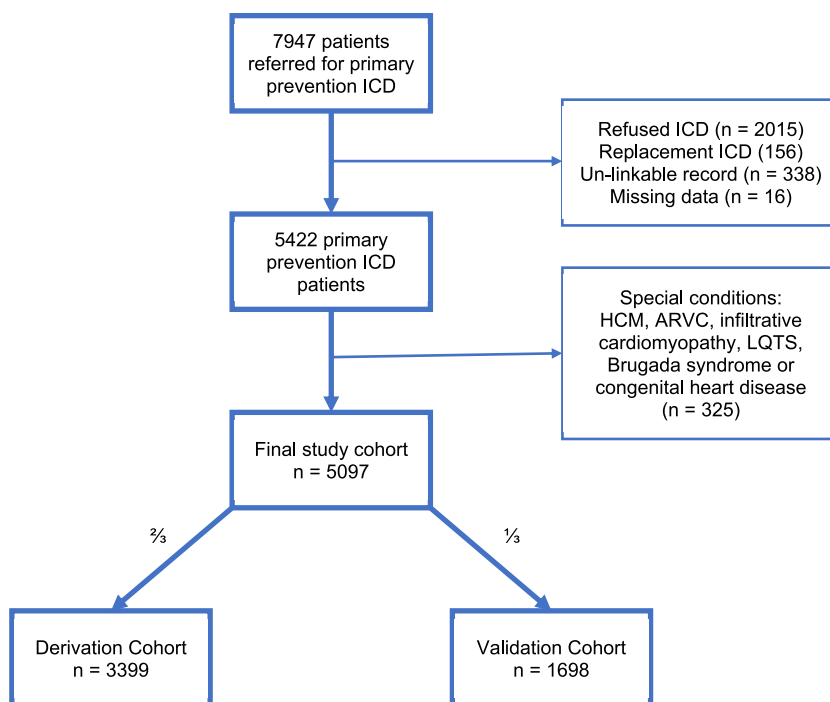 7947 patients
referred for primary
prevention ICD
Refused ICD (n = 2015)
Replacement ICD (156)
Un-linkable record (n = 338)
Missing data (n = 16)
5422 primary
prevention ICD
patients
Special conditions:
HCM, ARVC, infiltrative
cardiomyopathy, LQTS,
Brugada syndrome or
congenital heart disease
(n = 325)
Final study cohort
n = 5097
⅔
⅓
Derivation Cohort
n = 3399
Validation Cohort
n = 1698